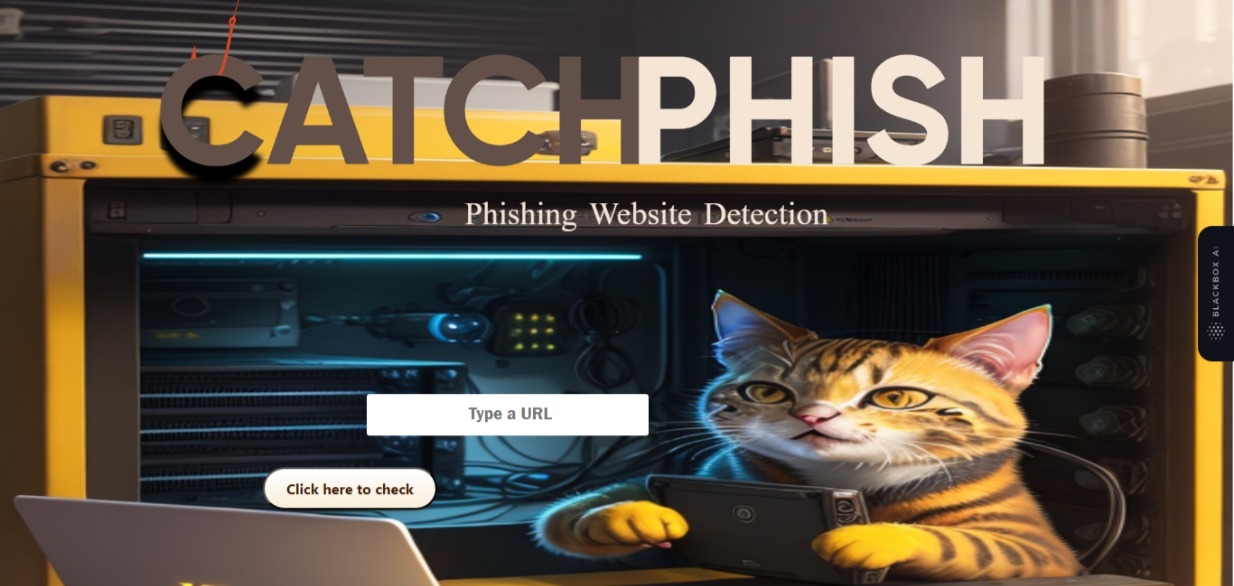 CATCHPHISH
Phishing Website Detection
BLACKBOX AI
Type a URL
Click here to check